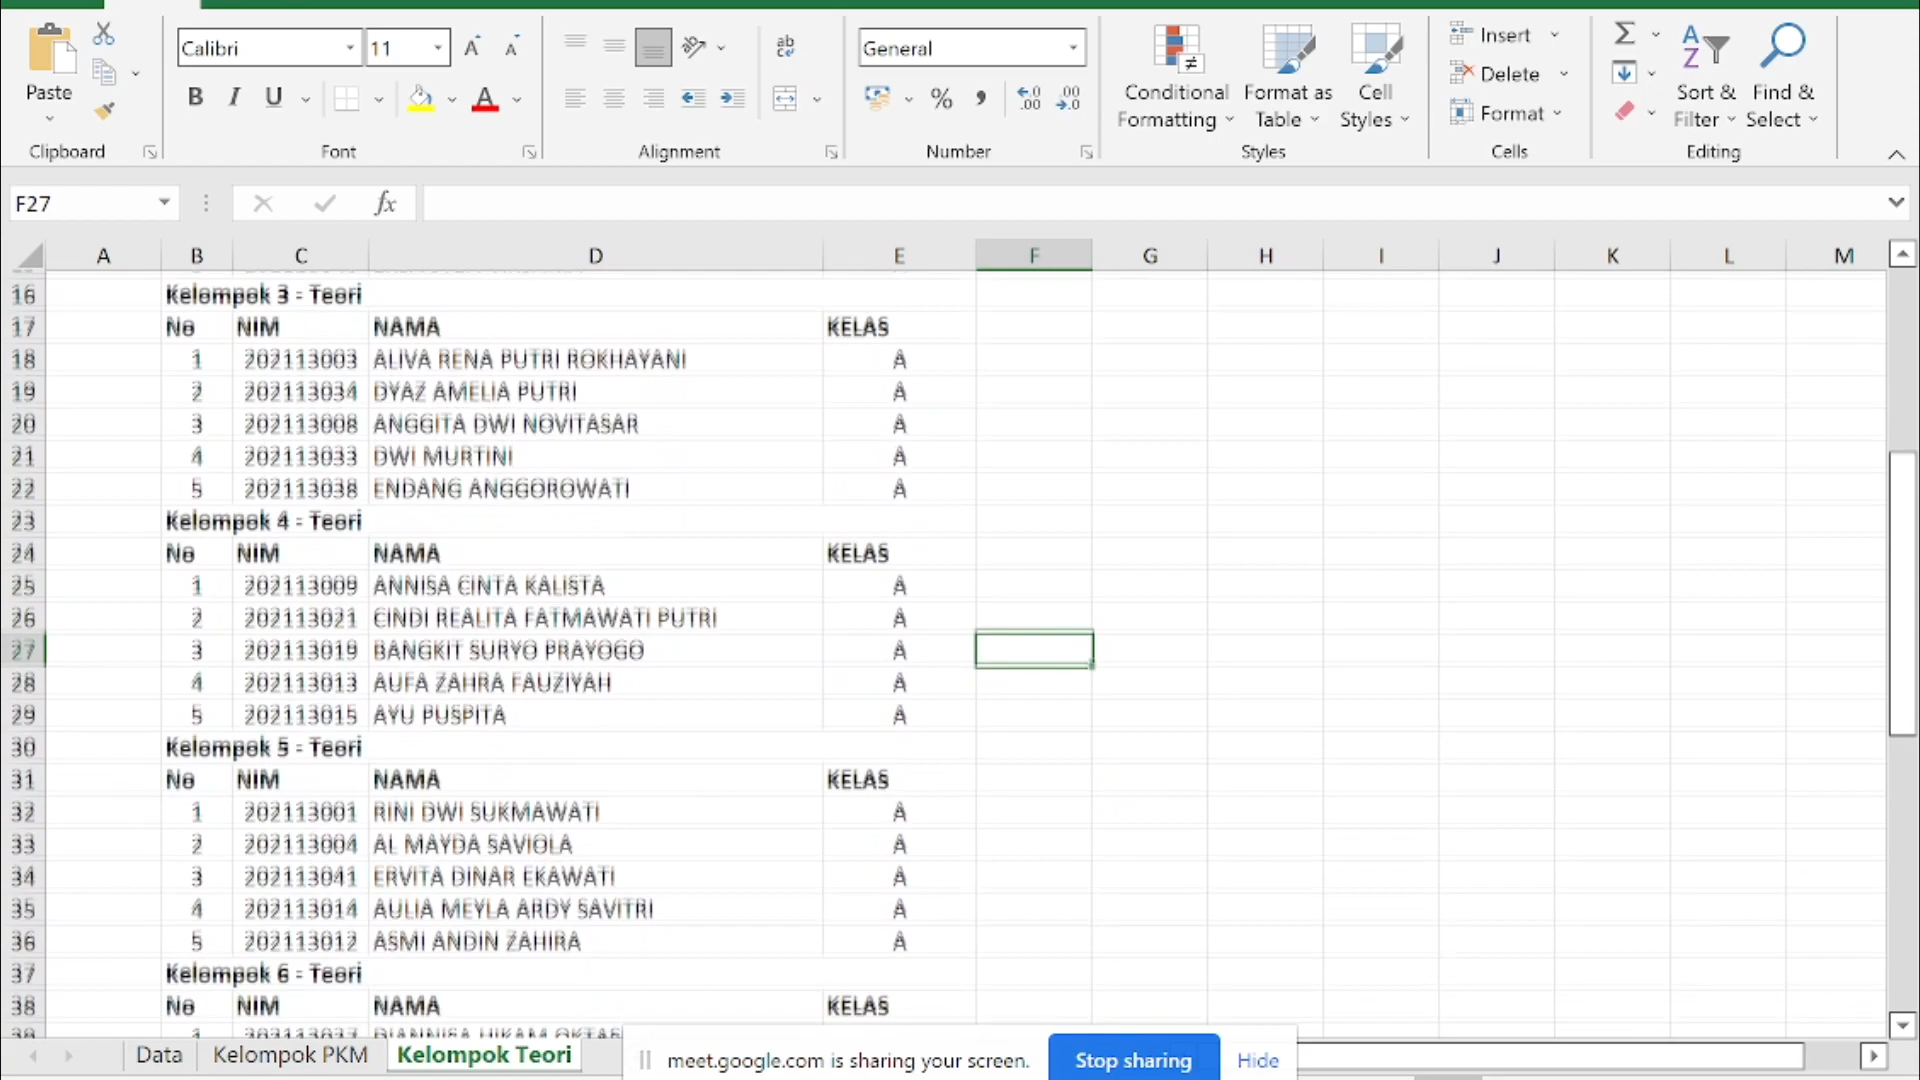 Calibri 11 General
Paste
Conditional Formatting
Format as Table
Cell Styles
Insert
Delete
Format
Sort & Filter
Find & Select
Clipboard Font Alignment Number Styles Cells Editing
F27 fx
A B C D E F G H I J K L M
16 Kelompok 3 - Teori
17 No NIM NAMA KELAS
18 1 202113003 ALIVA RENA PUTRI ROKHAYANI A
19 2 202113034 DYAZ AMELIA PUTRI A
20 3 202113008 ANGGITA DWI NOVITASAR A
21 4 202113033 DWI MURTINI A
22 5 202113038 ENDANG ANGGOROWATI A
23 Kelompok 4 - Teori
24 No NIM NAMA KELAS
25 1 202113009 ANNISA CINTA KALISTA A
26 2 202113021 CINDI REALITA FATMAWATI PUTRI A
27 3 202113019 BANGKIT SURYO PRAYOGO A
28 4 202113013 AUFA ZAHRA FAUZIYAH A
29 5 202113015 AYU PUSPITA A
30 Kelompok 5 - Teori
31 No NIM NAMA KELAS
32 1 202113001 RINI DWI SUKMAWATI A
33 2 202113004 AL MAYDA SAVIOLA A
34 3 202113041 ERVITA DINAR EKAWATI A
35 4 202113014 AULIA MEYLA ARDY SAVITRI A
36 5 202113012 ASMI ANDIN ZAHIRA A
37 Kelompok 6 - Teori
38 No NIM NAMA KELAS
Data Kelompok PKM Kelompok Teori
meet.google.com is sharing your screen. Stop sharing Hide